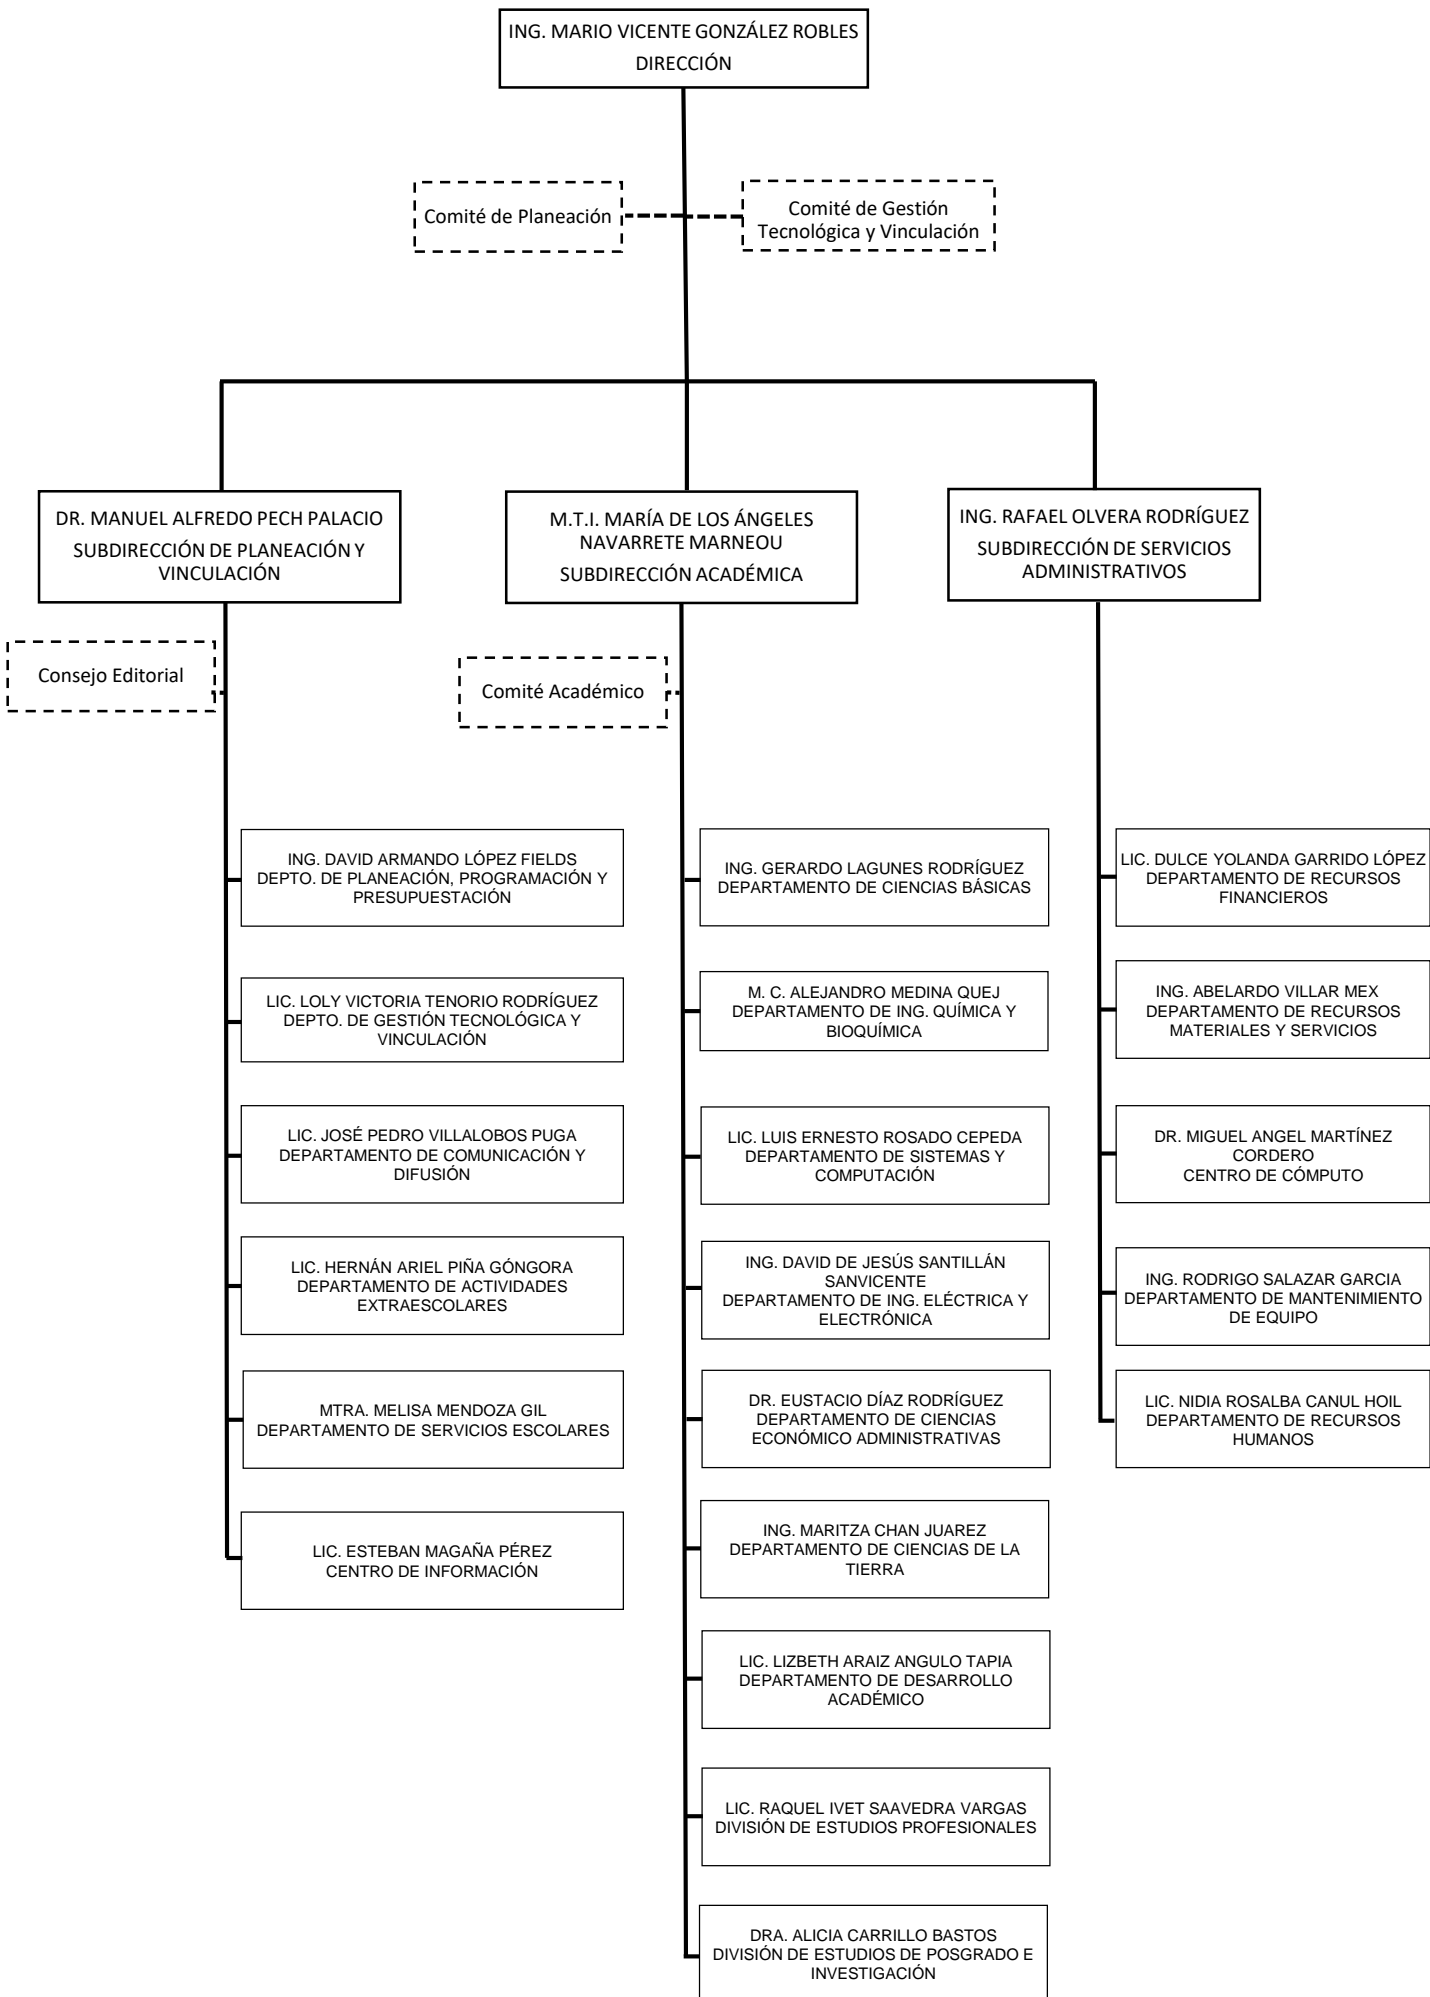 ING. MARIO VICENTE GONZÁLEZ ROBLES
DIRECCIÓN
Comité de Planeación
Comité de Gestión
Tecnológica y Vinculación
DR. MANUEL ALFREDO PECH PALACIO
SUBDIRECCIÓN DE PLANEACIÓN Y
VINCULACIÓN
M.T.I. MARÍA DE LOS ÁNGELES
NAVARRETE MARNEOU
SUBDIRECCIÓN ACADÉMICA
ING. RAFAEL OLVERA RODRÍGUEZ
SUBDIRECCIÓN DE SERVICIOS
ADMINISTRATIVOS
Consejo Editorial
Comité Académico
ING. DAVID ARMANDO LÓPEZ FIELDS
DEPTO. DE PLANEACIÓN, PROGRAMACIÓN Y
PRESUPUESTACIÓN
LIC. LOLY VICTORIA TENORIO RODRÍGUEZ
DEPTO. DE GESTIÓN TECNOLÓGICA Y
VINCULACIÓN
LIC. JOSÉ PEDRO VILLALOBOS PUGA
DEPARTAMENTO DE COMUNICACIÓN Y
DIFUSIÓN
LIC. HERNÁN ARIEL PIÑA GÓNGORA
DEPARTAMENTO DE ACTIVIDADES
EXTRAESCOLARES
MTRA. MELISA MENDOZA GIL
DEPARTAMENTO DE SERVICIOS ESCOLARES
LIC. ESTEBAN MAGAÑA PÉREZ
CENTRO DE INFORMACIÓN
ING. GERARDO LAGUNES RODRÍGUEZ
DEPARTAMENTO DE CIENCIAS BÁSICAS
M. C. ALEJANDRO MEDINA QUEJ
DEPARTAMENTO DE ING. QUÍMICA Y
BIOQUÍMICA
LIC. LUIS ERNESTO ROSADO CEPEDA
DEPARTAMENTO DE SISTEMAS Y
COMPUTACIÓN
ING. DAVID DE JESÚS SANTILLÁN
SANVICENTE
DEPARTAMENTO DE ING. ELÉCTRICA Y
ELECTRÓNICA
DR. EUSTACIO DÍAZ RODRÍGUEZ
DEPARTAMENTO DE CIENCIAS
ECONÓMICO ADMINISTRATIVAS
ING. MARITZA CHAN JUAREZ
DEPARTAMENTO DE CIENCIAS DE LA
TIERRA
LIC. LIZBETH ARAIZ ANGULO TAPIA
DEPARTAMENTO DE DESARROLLO
ACADÉMICO
LIC. RAQUEL IVET SAAVEDRA VARGAS
DIVISIÓN DE ESTUDIOS PROFESIONALES
DRA. ALICIA CARRILLO BASTOS
DIVISIÓN DE ESTUDIOS DE POSGRADO E
INVESTIGACIÓN
LIC. DULCE YOLANDA GARRIDO LÓPEZ
DEPARTAMENTO DE RECURSOS
FINANCIEROS
ING. ABELARDO VILLAR MEX
DEPARTAMENTO DE RECURSOS
MATERIALES Y SERVICIOS
DR. MIGUEL ANGEL MARTÍNEZ
CORDERO
CENTRO DE CÓMPUTO
ING. RODRIGO SALAZAR GARCIA
DEPARTAMENTO DE MANTENIMIENTO
DE EQUIPO
LIC. NIDIA ROSALBA CANUL HOIL
DEPARTAMENTO DE RECURSOS
HUMANOS